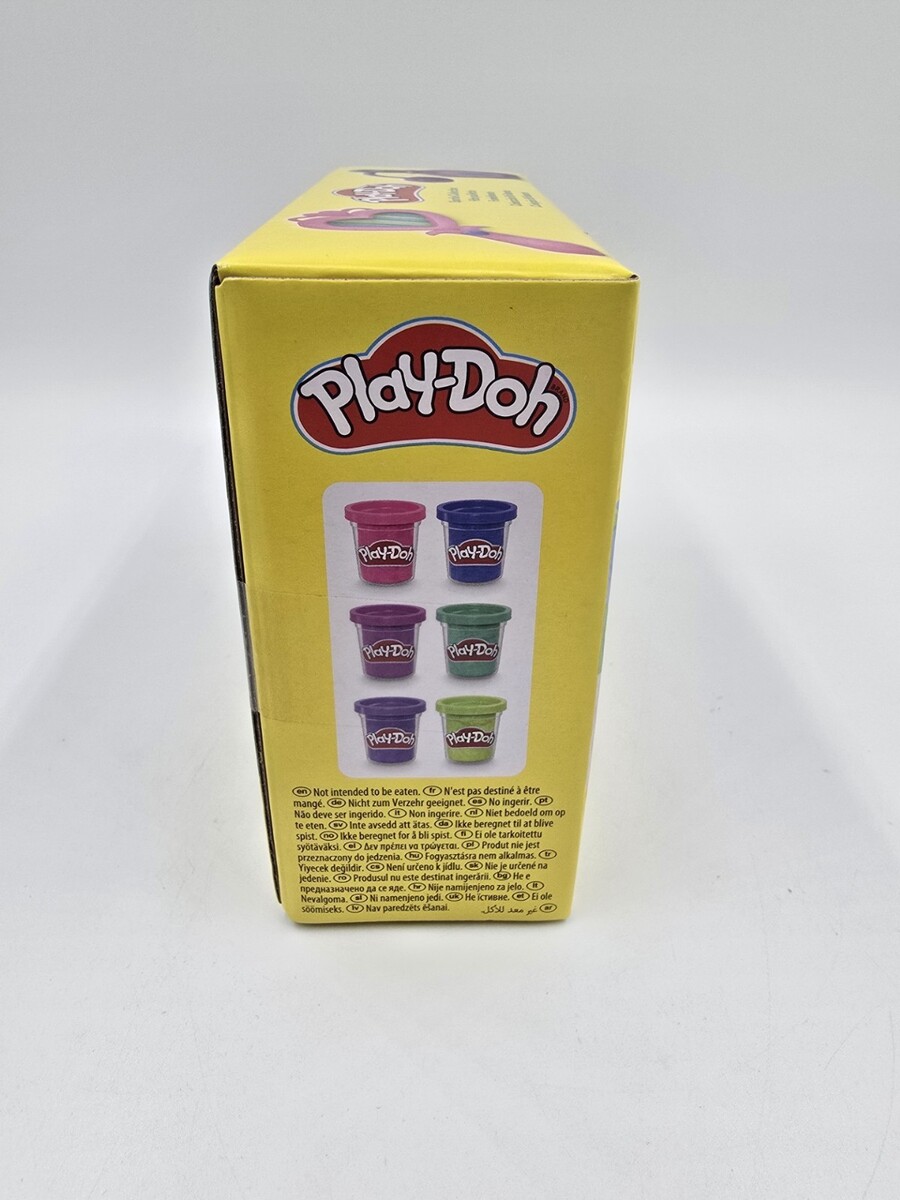 Play-Doh
Play-Doh
BRAND
Play-Doh Play-Doh
Play-Doh Play-Doh
Play-Doh Play-Doh
en Not intended to be eaten. fr N'est pas destiné à être
mangé. de Nicht zum Verzehr geeignet. es No ingerir. pt
Não deve ser ingerido. it Non ingerire. nl Niet bedoeld om op
te eten. sv Inte avsedd att ätas. da Ikke beregnet til at blive
spist. no Ikke beregnet for å bli spist. fi Ei ole tarkoitettu
syötäväksi. el Δεν πρέπει να τρώγεται. pl Produt nie jest
przeznaczony do jedzenia. hu Fogyasztásra nem alkalmas. tr
Yiyecek değildir. cs Není určeno k jídlu. sk Nie je určené na
jedenie. ro Produsul nu este destinat ingerării. bg Не е
предназначено да се яде. hr Nije namijenjeno za jelo. lt
Nevalgoma. sl Ni namenjeno jedi. uk Не їстивне. et Ei ole
söömiseks. lv Nav paredzēts ēšanai. ar غير معد للأكل.